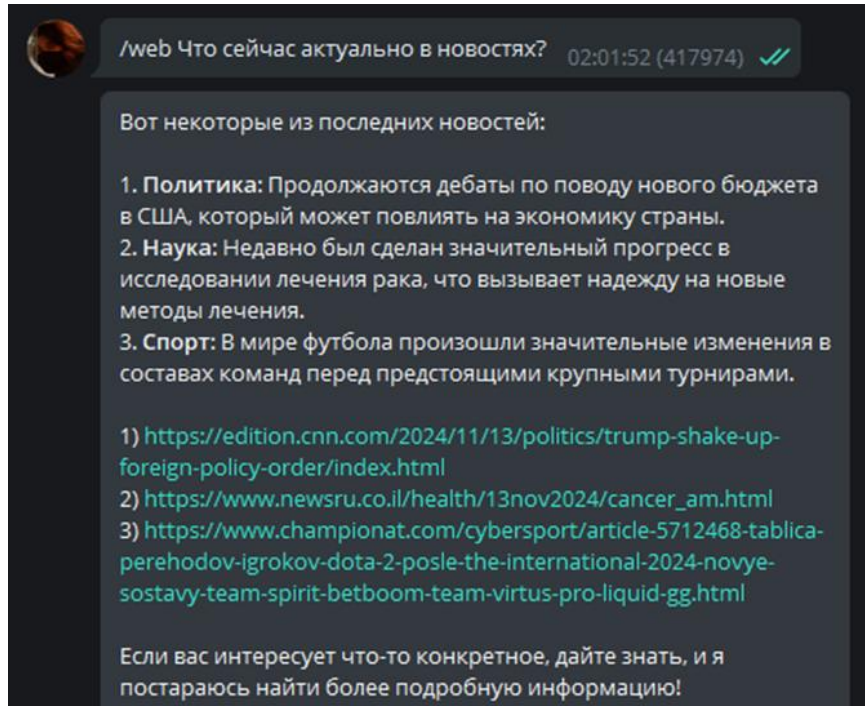 /web Что сейчас актуально в новостях? 02:01:52 (417974)
Вот некоторые из последних новостей:
1. Политика: Продолжаются дебаты по поводу нового бюджета
в США, который может повлиять на экономику страны.
2. Наука: Недавно был сделан значительный прогресс в
исследовании лечения рака, что вызывает надежду на новые
методы лечения.
3. Спорт: В мире футбола произошли значительные изменения в
составах команд перед предстоящими крупными турнирами.
1) https://edition.cnn.com/2024/11/13/politics/trump-shake-up-
foreign-policy-order/index.html
2) https://www.newsru.co.il/health/13nov2024/cancer_am.html
3) https://www.championat.com/cybersport/article-5712468-tablica-
perehodov-igrokov-dota-2-posle-the-international-2024-novye-
sostavy-team-spirit-betboom-team-virtus-pro-liquid-gg.html
Если вас интересует что-то конкретное, дайте знать, и я
постараюсь найти более подробную информацию!